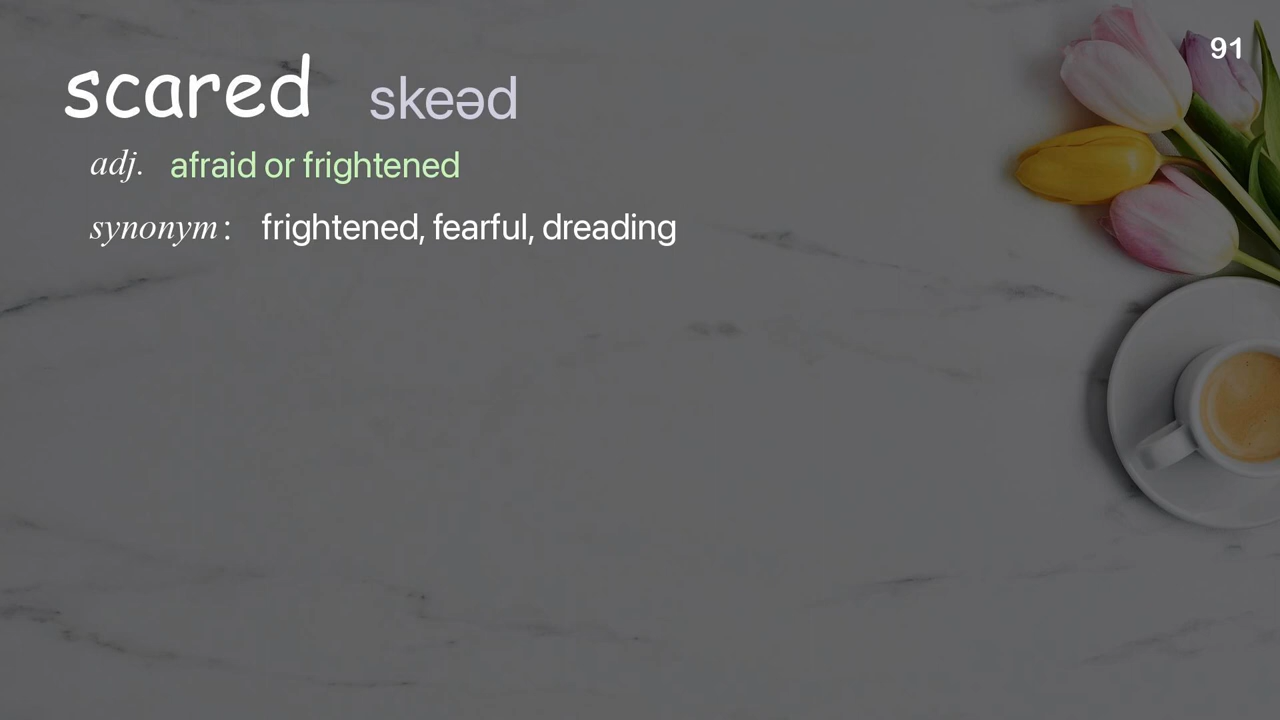 91
scared skeəd
adj. afraid or frightened
synonym: frightened, fearful, dreading